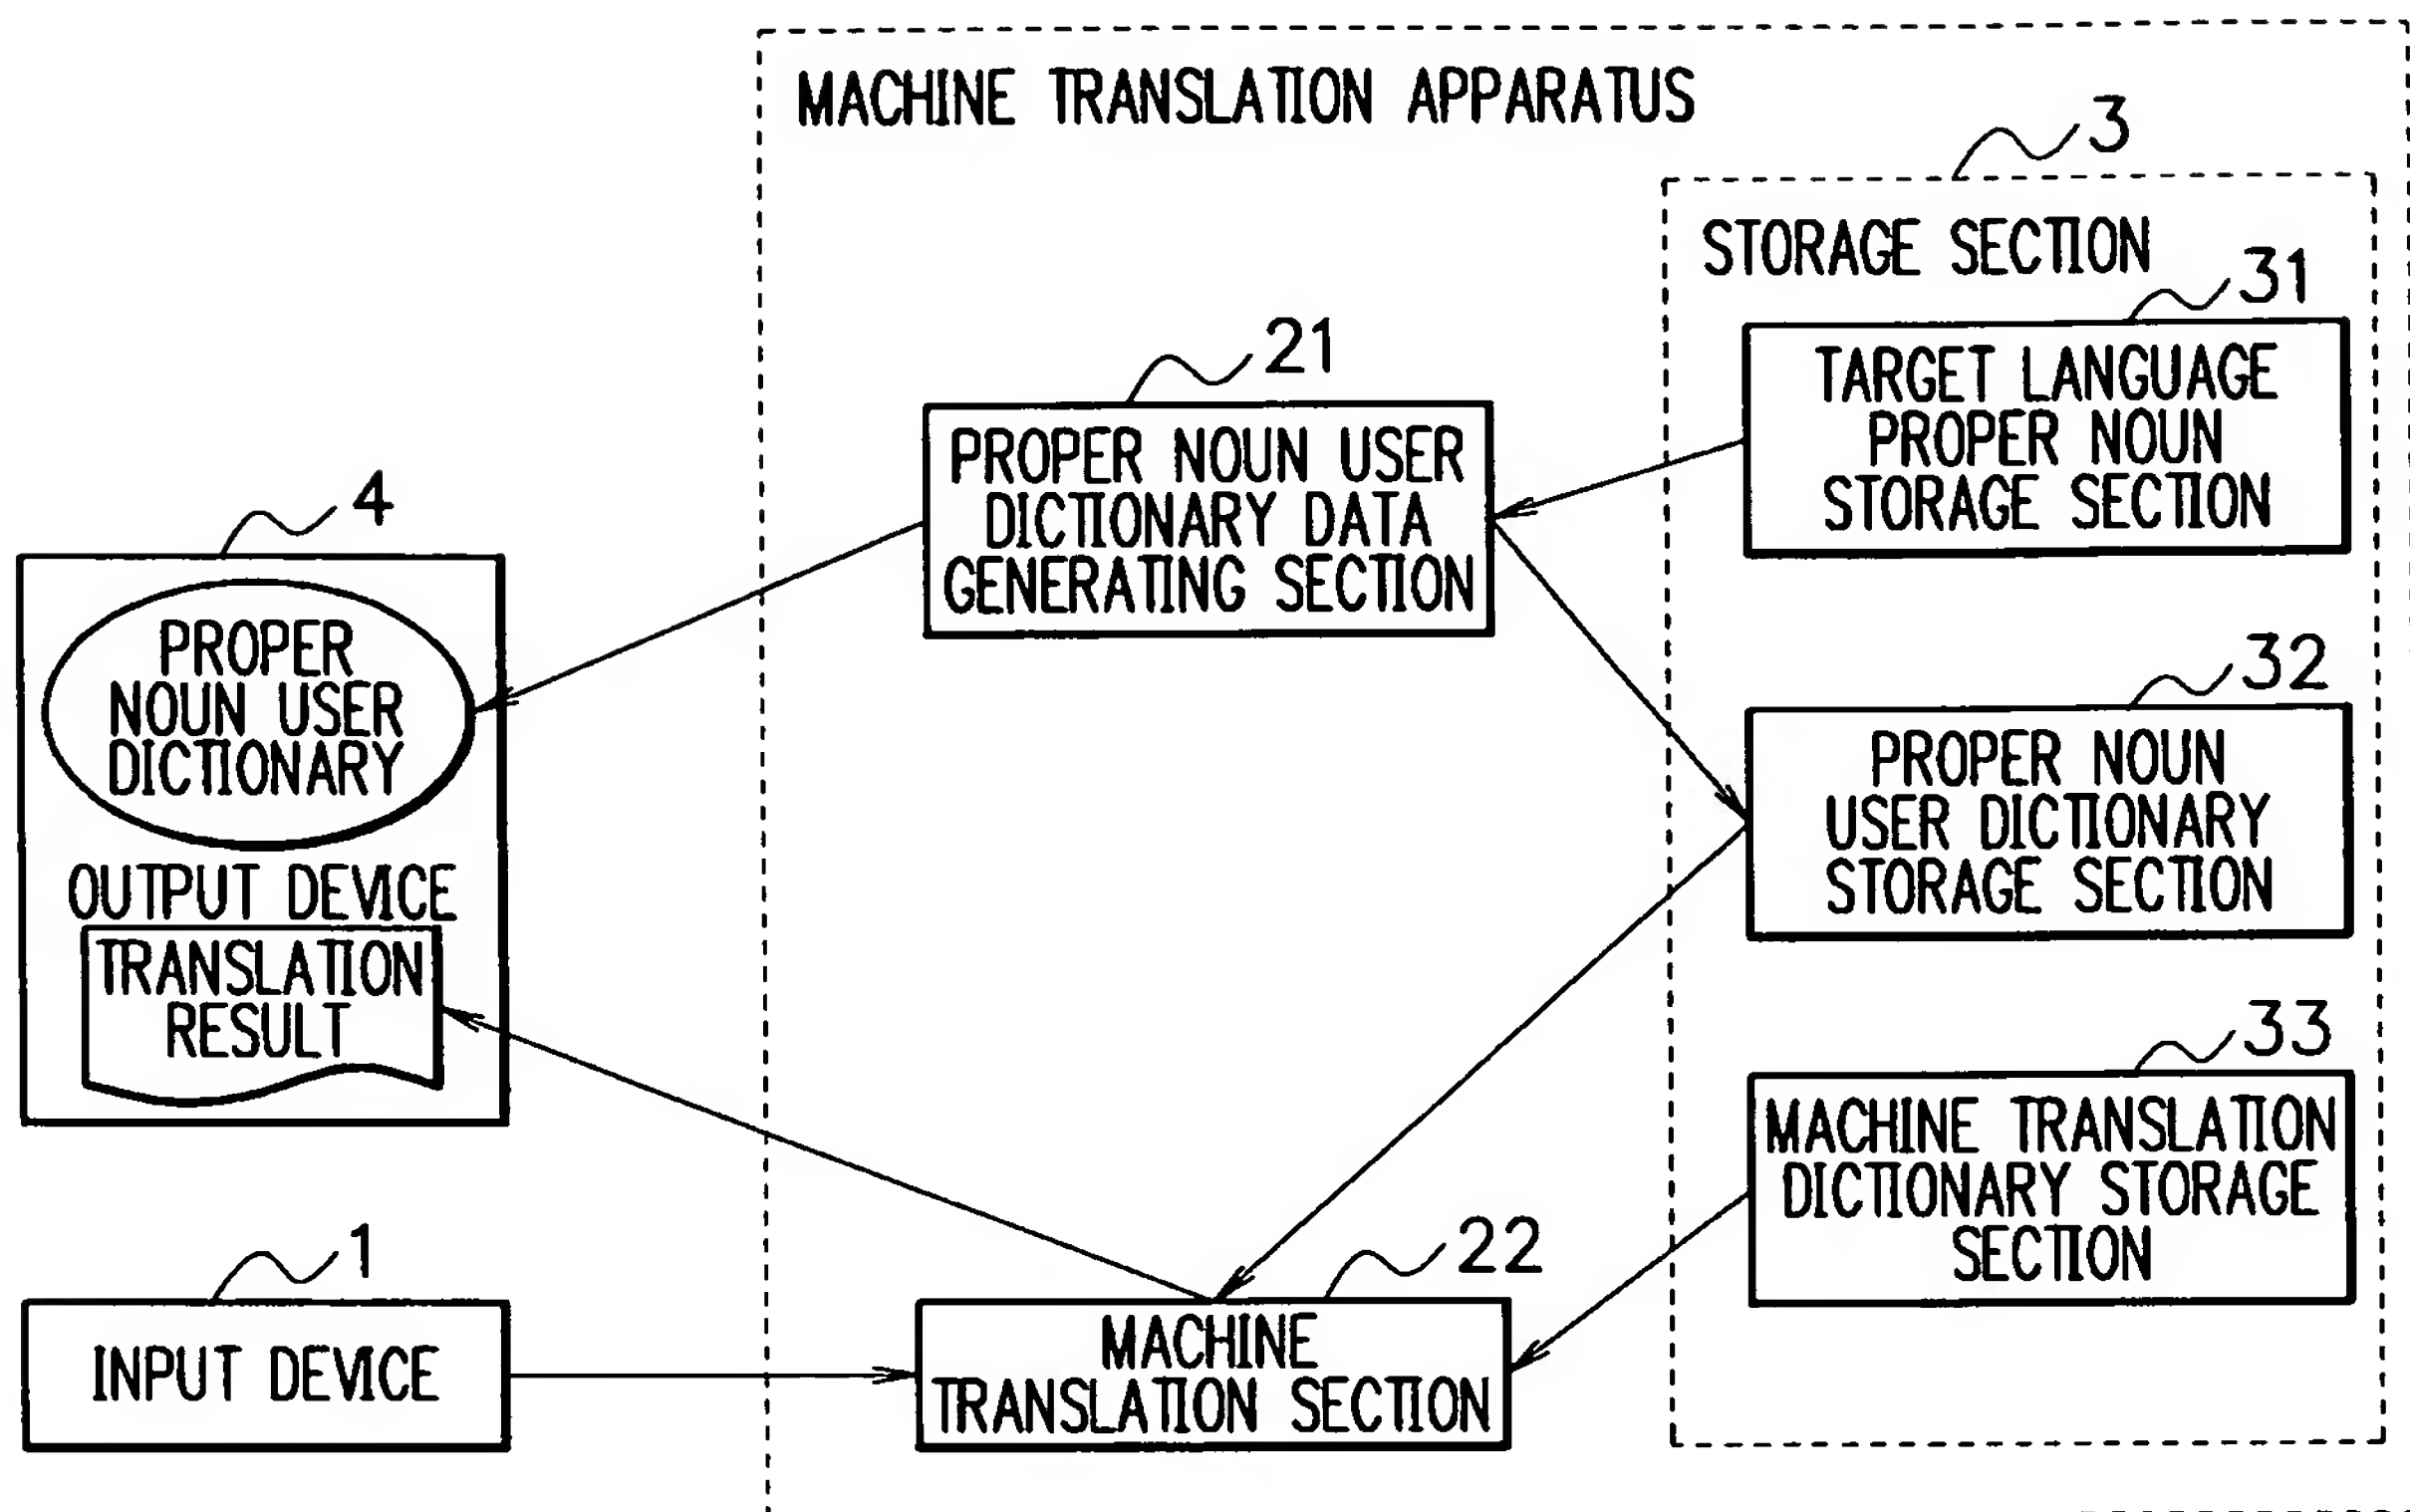 MACHINE TRANSLATION APPARATUS
3
STORAGE SECTION
31
TARGET LANGUAGE
PROPER NOUN
STORAGE SECTION
21
PROPER NOUN USER
DICTIONARY DATA
GENERATING SECTION
4
PROPER
NOUN USER
DICTIONARY
OUTPUT DEVICE
TRANSLATION
RESULT
32
PROPER NOUN
USER DICTIONARY
STORAGE SECTION
33
MACHINE TRANSLATION
DICTIONARY STORAGE
SECTION
1
INPUT DEVICE
22
MACHINE
TRANSLATION SECTION